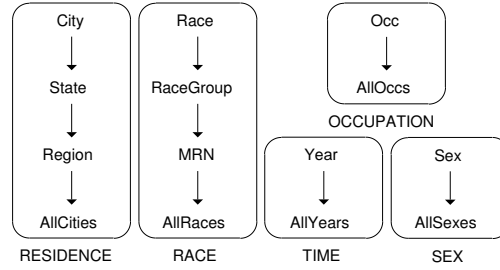 City
State
Region
AllCities
RESIDENCE
Race
RaceGroup
MRN
AllRaces
RACE
Occ
AllOccs
OCCUPATION
Year
AllYears
TIME
Sex
AllSexes
SEX